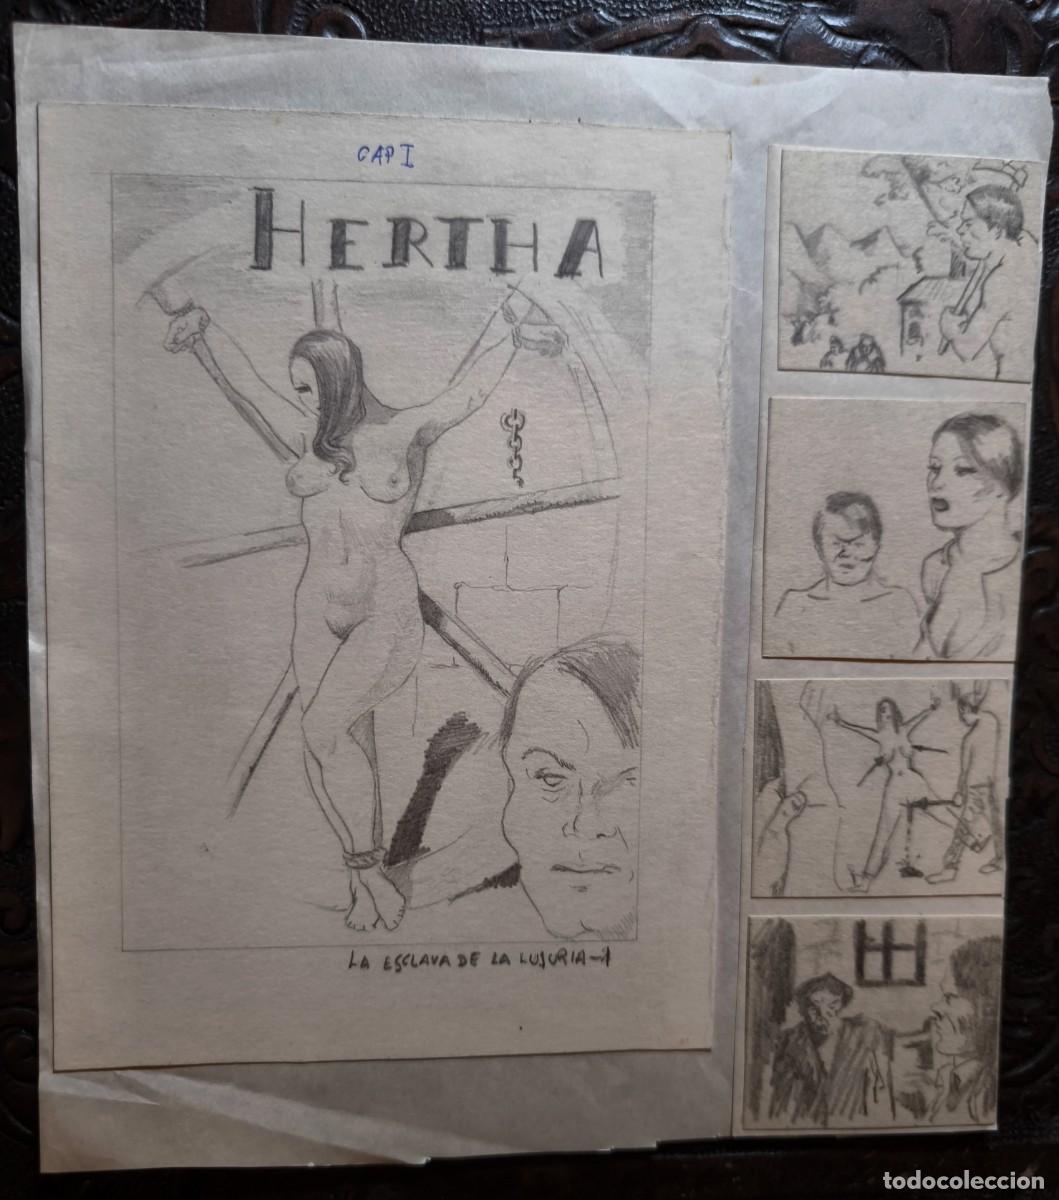 CAP I
HERTHA
LA ESCLAVA DE LA LUJURIA-1
todocoleccion